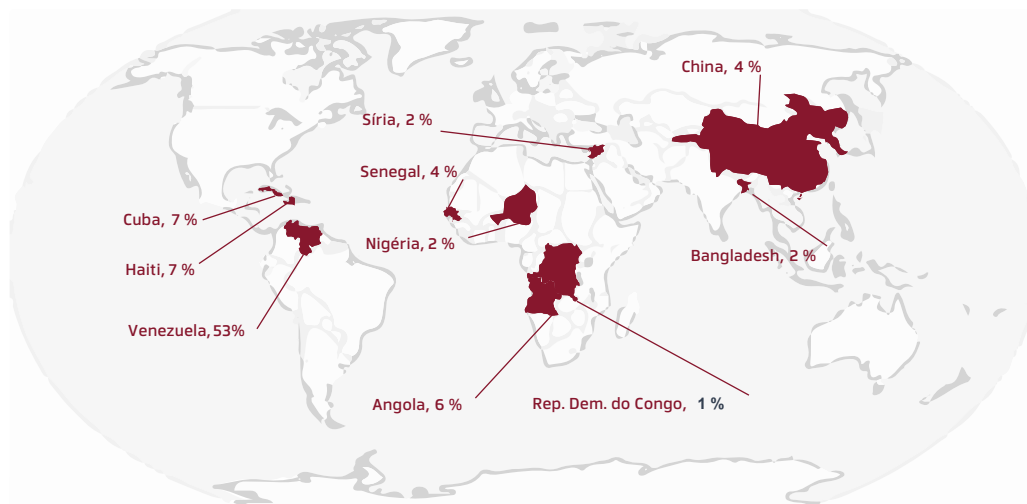 China, 4 %
Síria, 2 %
Senegal, 4 %
Cuba, 7 %
Nigéria, 2 %
Bangladesh, 2 %
Haiti, 7 %
Venezuela, 53%
Angola, 6 %
Rep. Dem. do Congo, 1 %